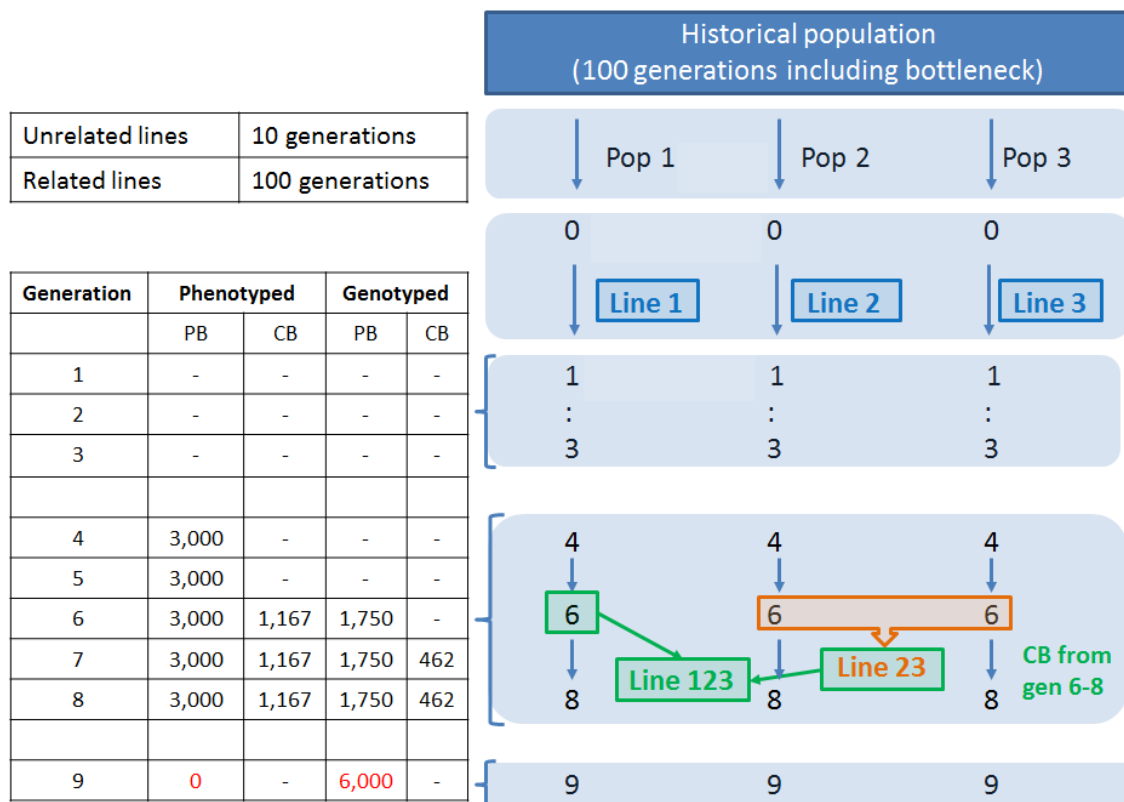 Historical population
(100 generations including bottleneck)
Unrelated lines 10 generations
Related lines 100 generations
Pop 1 Pop 2 Pop 3
0 0 0
Line 1 Line 2 Line 3
Generation Phenotyped Genotyped
PB CB PB CB
1 - - - -
2 - - - -
3 - - - -
4 3,000 - - -
5 3,000 - - -
6 3,000 1,167 1,750 -
7 3,000 1,167 1,750 462
8 3,000 1,167 1,750 462
9 0 - 6,000 -
1 1 1
: : :
3 3 3
4 4 4
6 6 6
Line 123 Line 23 CB from
gen 6-8
8 8 8
9 9 9